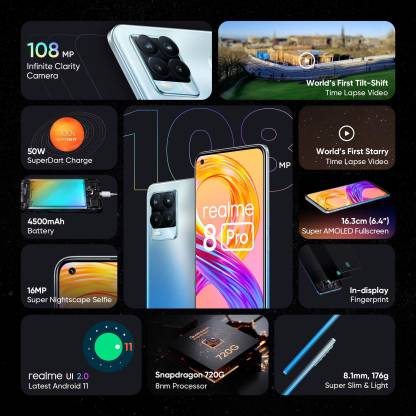 108 MP
Infinite Clarity
Camera
World's First Tilt-Shift
Time Lapse Video
50W
SuperDart Charge
108
MP
World's First Starry
Time Lapse Video
4500mAh
Battery
realme
8 Pro
16.3cm (6.4")
Super AMOLED Fullscreen
16MP
Super Nightscape Selfie
In-display
Fingerprint
11
realme UI 2.0
Latest Android 11
720G
Snapdragon 720G
8nm Processor
8.1mm, 176g
Super Slim & Light